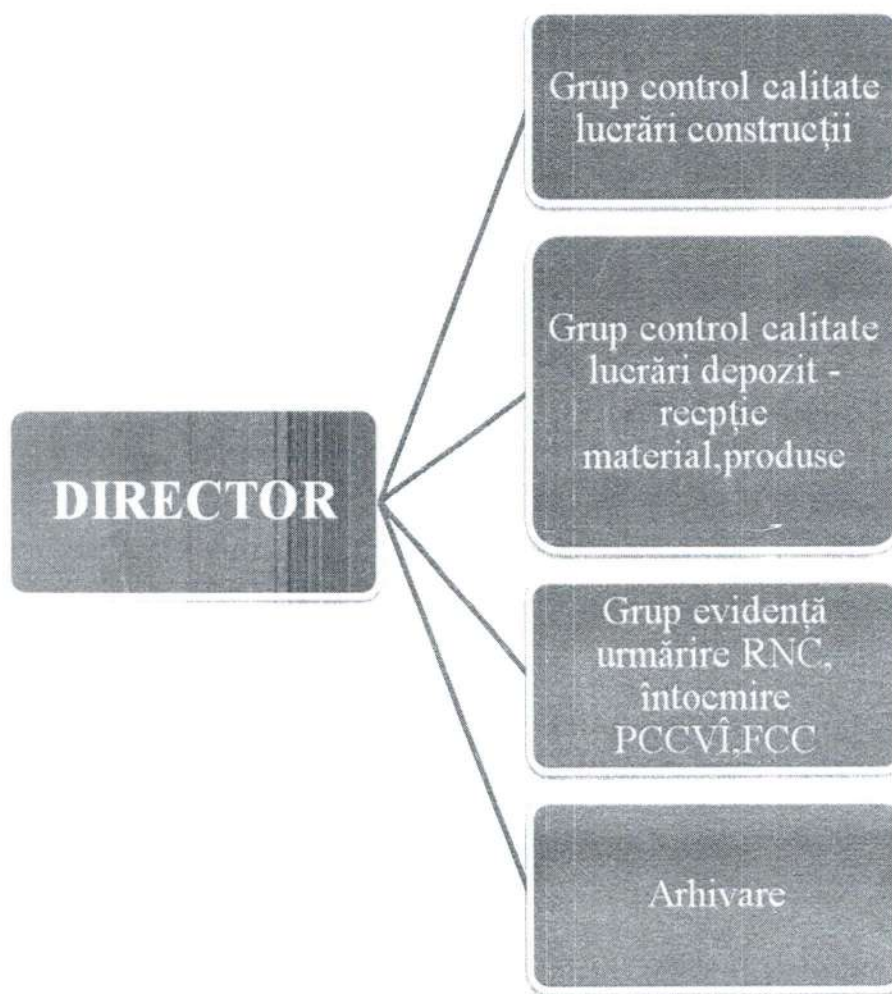 DIRECTOR
Grup control calitate
lucrări construcții
Grup control calitate
lucrări depozit -
recpție
material,produse
Grup evidență
urmărire RNC,
întocmire
PCCVÎ,FCC
Arhivare